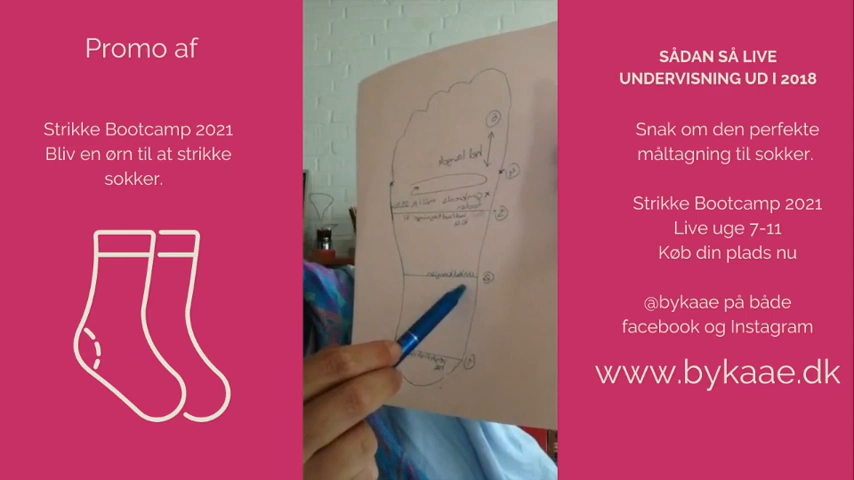 Promo af
Strikke Bootcamp 2021
Bliv en ørn til at strikke
sokker.
SÅDAN SÅ LIVE
UNDERVISNING UD I 2018
Snak om den perfekte
måltagning til sokker.
Strikke Bootcamp 2021
Live uge 7-11
Køb din plads nu
@bykaae på både
facebook og Instagram
www.bykaae.dk